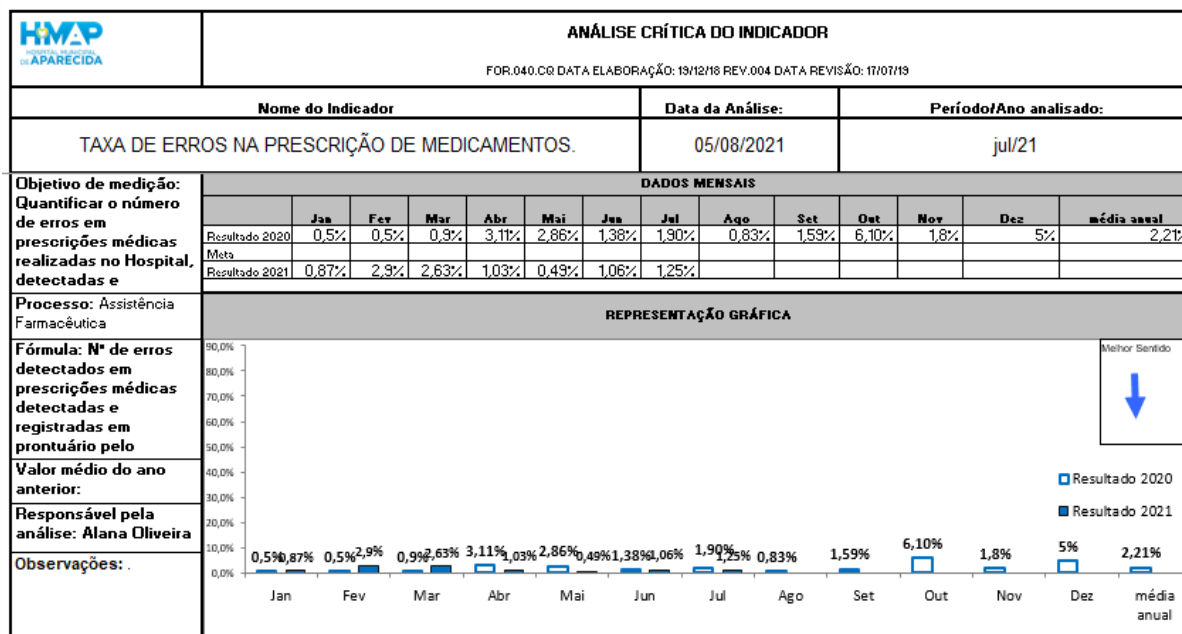 HMAP
HOSPITAL MUNICIPAL
DE APARECIDA
ANÁLISE CRÍTICA DO INDICADOR
FOR.040.CQ DATA ELABORAÇÃO: 19/12/18 REV.004 DATA REVISÃO: 17/07/19
Nome do Indicador Data da Análise: Período/Ano analisado:
TAXA DE ERROS NA PRESCRIÇÃO DE MEDICAMENTOS. 05/08/2021 jul/21
Objetivo de medição:
Quantificar o número
de erros em
prescrições médicas
realizadas no Hospital,
detectadas e
DADOS MENSAIS
Jan Fev Mar Abr Mai Jun Jul Ago Set Out Nov Dez média anual
Resultado 2020 0,5% 0,5% 0,9% 3,11% 2,86% 1,38% 1,90% 0,83% 1,59% 6,10% 1,8% 5% 2,21%
Meta
Resultado 2021 0,87% 2,9% 2,63% 1,03% 0,49% 1,06% 1,25%
Processo: Assistência
Farmacêutica
REPRESENTAÇÃO GRÁFICA
Fórmula: Nº de erros
detectados em
prescrições médicas
detectadas e
registradas em
prontuário pelo
Valor médio do ano
anterior:
Responsável pela
análise: Alana Oliveira
Observações: .
90,0%
80,0%
70,0%
60,0%
50,0%
40,0%
30,0%
20,0%
10,0%
0,0%
Melhor Sentido
Resultado 2020
Resultado 2021
0,5% 0,87% 0,5% 2,9% 0,9% 2,63% 3,11% 1,03% 2,86% 0,49% 1,38% 1,06% 1,90% 1,25% 0,83% 1,59% 6,10% 1,8% 5% 2,21%
Jan Fev Mar Abr Mai Jun Jul Ago Set Out Nov Dez média
anual